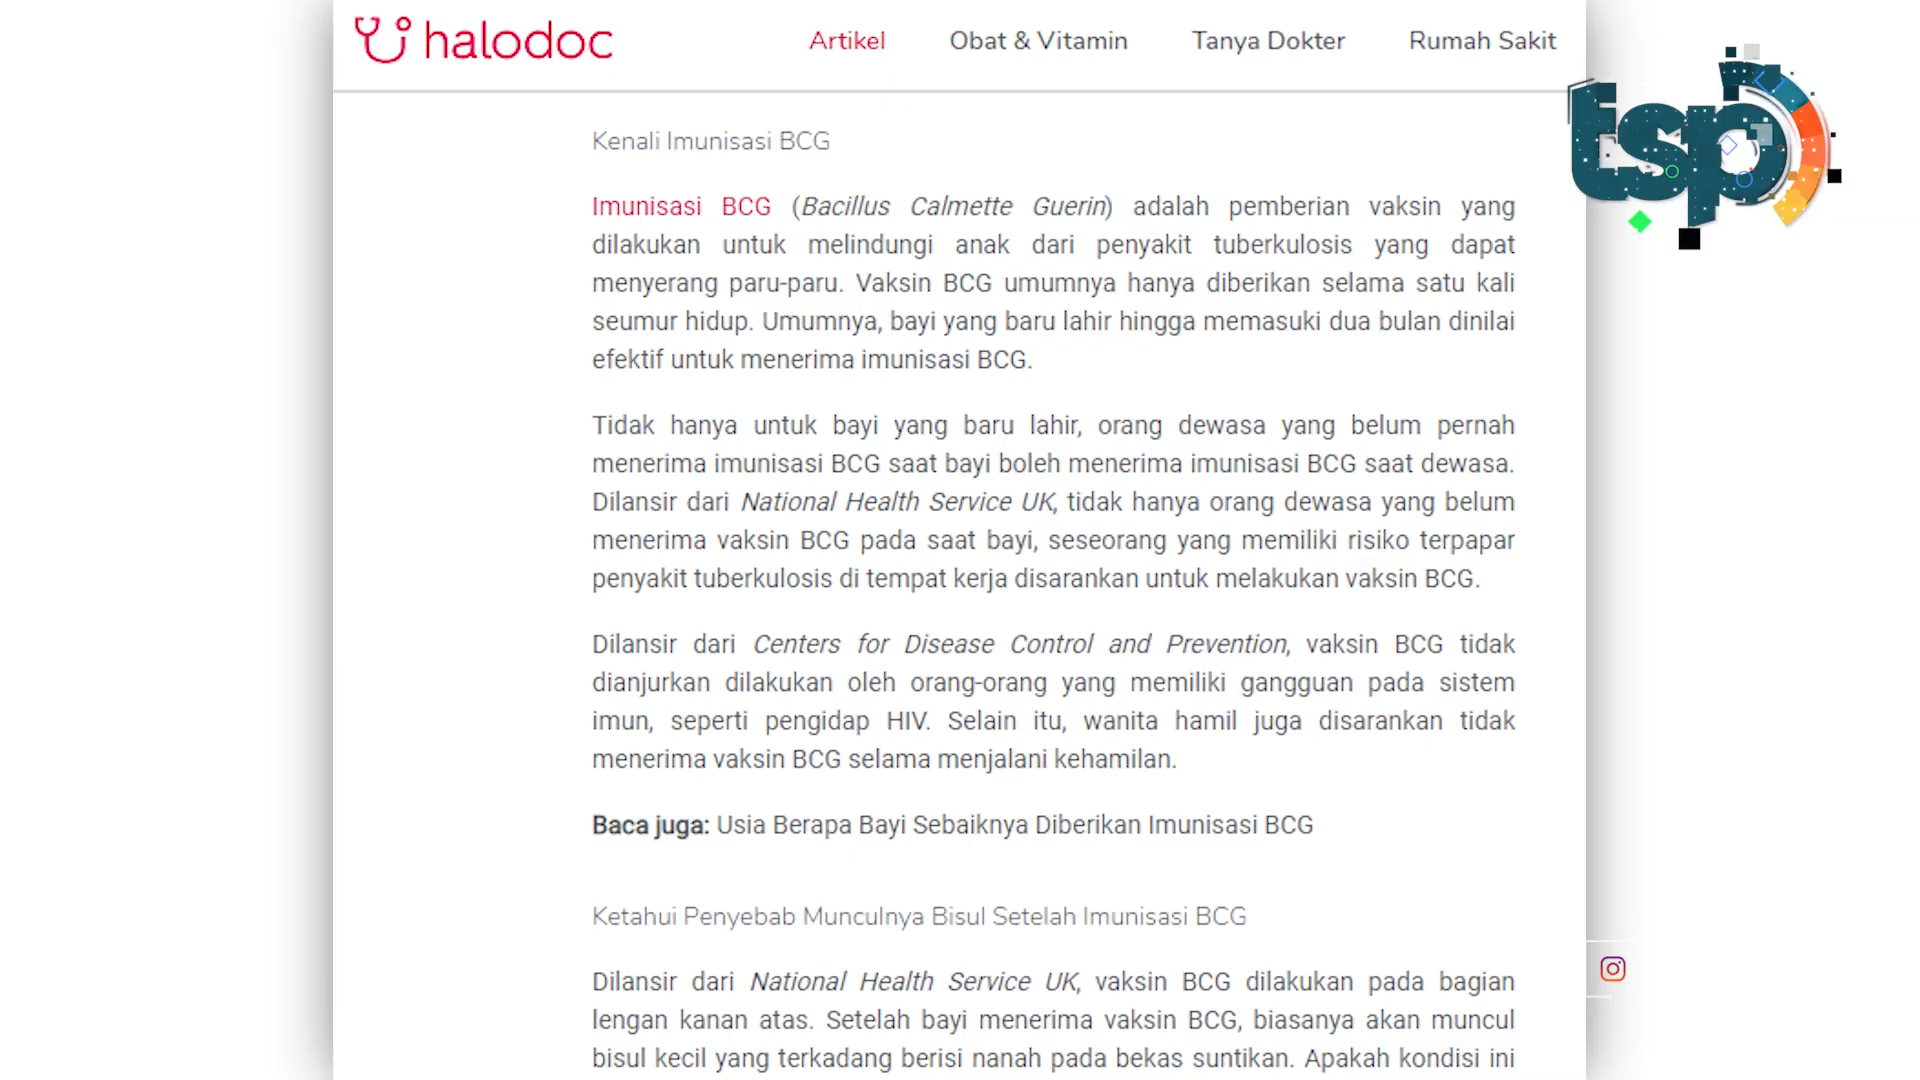 halodoc
Artikel
Obat & Vitamin
Tanya Dokter
Rumah Sakit
tsp
Kenali Imunisasi BCG
Imunisasi BCG (Bacillus Calmette Guerin) adalah pemberian vaksin yang
dilakukan untuk melindungi anak dari penyakit tuberkulosis yang dapat
menyerang paru-paru. Vaksin BCG umumnya hanya diberikan selama satu kali
seumur hidup. Umumnya, bayi yang baru lahir hingga memasuki dua bulan dinilai
efektif untuk menerima imunisasi BCG.
Tidak hanya untuk bayi yang baru lahir, orang dewasa yang belum pernah
menerima imunisasi BCG saat bayi boleh menerima imunisasi BCG saat dewasa.
Dilansir dari National Health Service UK, tidak hanya orang dewasa yang belum
menerima vaksin BCG pada saat bayi, seseorang yang memiliki risiko terpapar
penyakit tuberkulosis di tempat kerja disarankan untuk melakukan vaksin BCG.
Dilansir dari Centers for Disease Control and Prevention, vaksin BCG tidak
dianjurkan dilakukan oleh orang-orang yang memiliki gangguan pada sistem
imun, seperti pengidap HIV. Selain itu, wanita hamil juga disarankan tidak
menerima vaksin BCG selama menjalani kehamilan.
Baca juga: Usia Berapa Bayi Sebaiknya Diberikan Imunisasi BCG
Ketahui Penyebab Munculnya Bisul Setelah Imunisasi BCG
Dilansir dari National Health Service UK, vaksin BCG dilakukan pada bagian
lengan kanan atas. Setelah bayi menerima vaksin BCG, biasanya akan muncul
bisul kecil yang terkadang berisi nanah pada bekas suntikan. Apakah kondisi ini